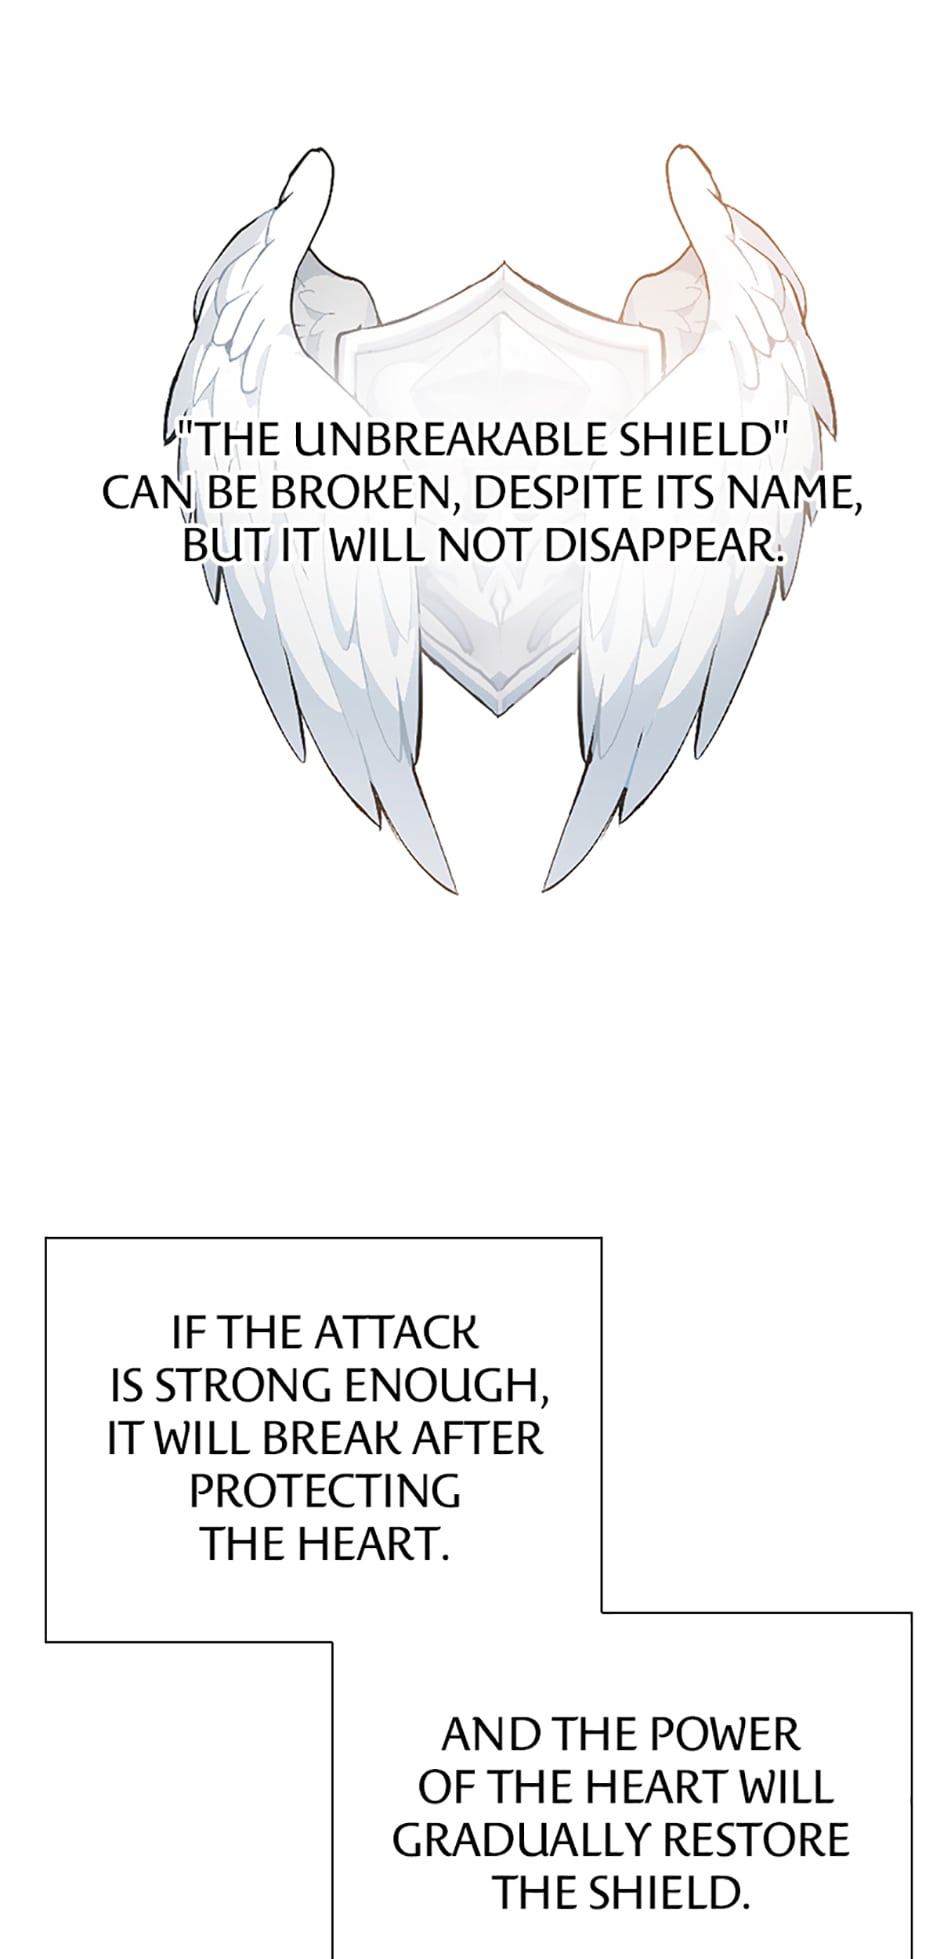 "THE UNBREAKABLE SHIELD"
CAN BE BROKEN, DESPITE ITS NAME,
BUT IT WILL NOT DISAPPEAR.
IF THE ATTACK
IS STRONG ENOUGH,
IT WILL BREAK AFTER
PROTECTING
THE HEART.
AND THE POWER
OF THE HEART WILL
GRADUALLY RESTORE
THE SHIELD.